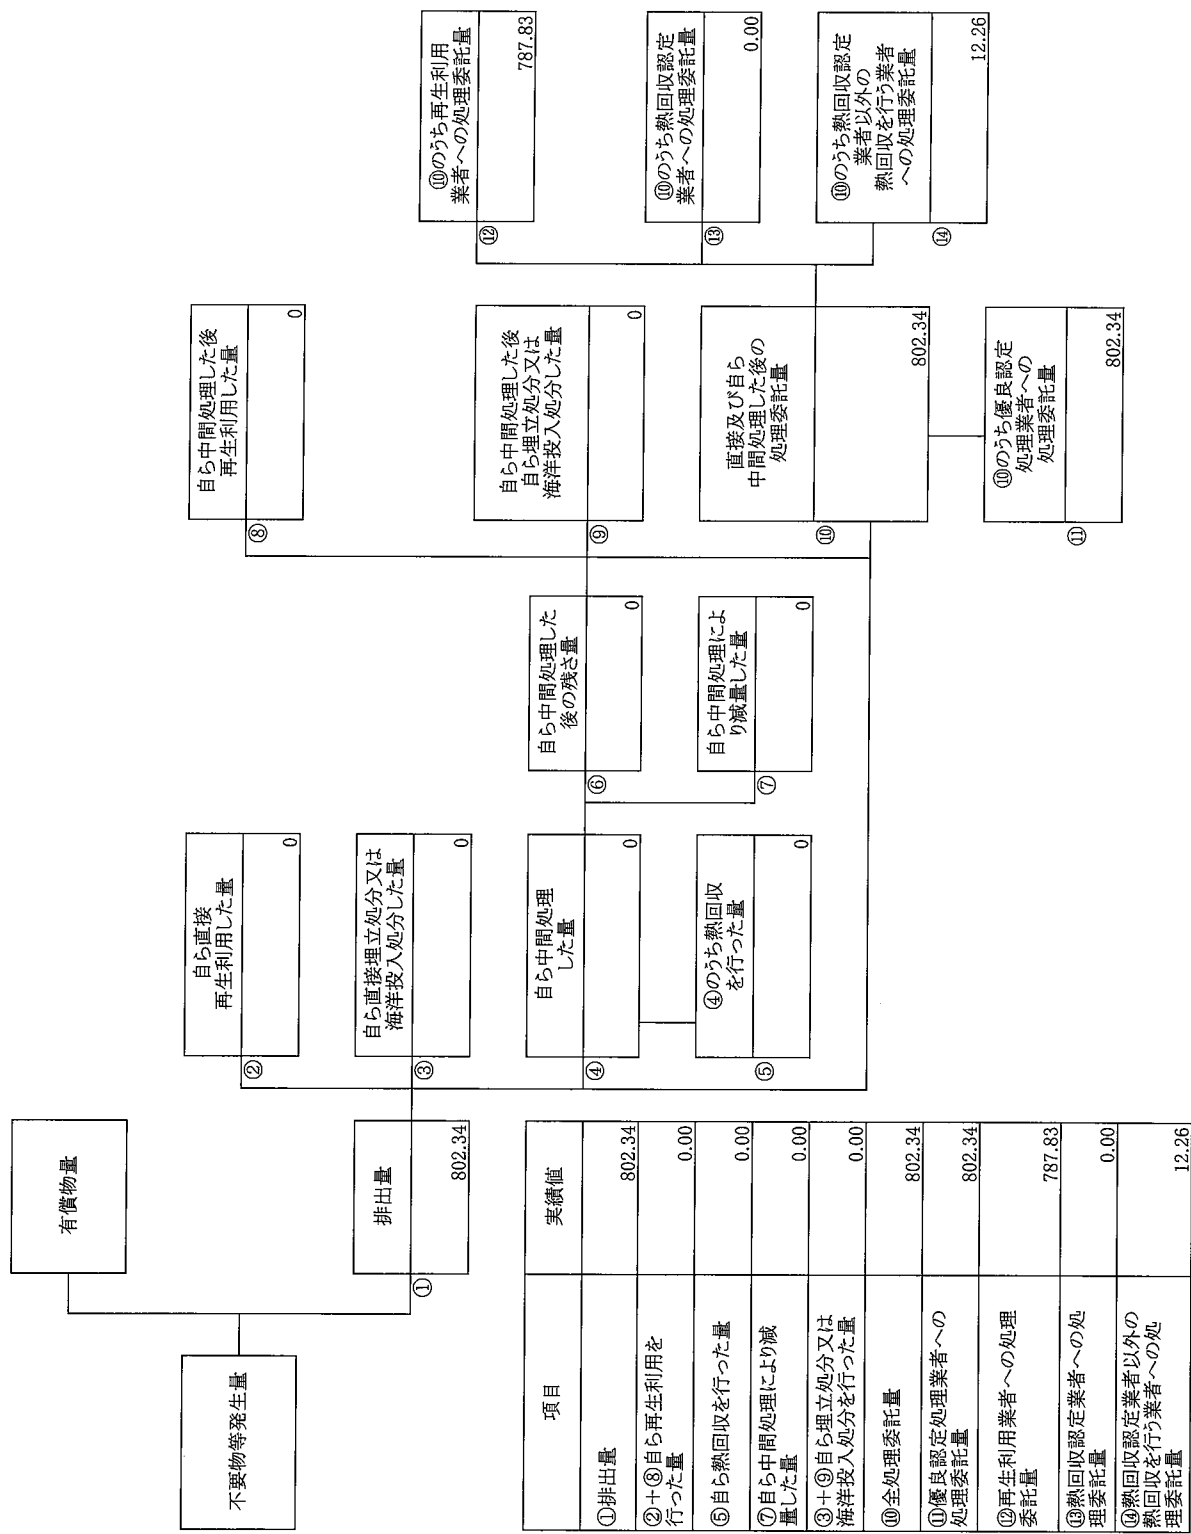 不要物等発生量
有償物量
①
排出量
802.34
②
自ら直接
再生利用した量
0
③
自ら直接埋立処分又は
海洋投入処分した量
0
④
自ら中間処理
した量
0
⑤
④のうち熱回収
を行った量
0
⑥
自ら中間処理した
後の残さ量
0
⑦
自ら中間処理によ
り減量した量
0
⑧
自ら中間処理した後
再生利用した量
0
⑨
自ら中間処理した後
自ら埋立処分又は
海洋投入処分した量
0
⑩
直接及び自ら
中間処理した後の
処理委託量
802.34
⑪
⑩のうち優良認定
処理業者への
処理委託量
802.34
⑫
⑩のうち再生利用
業者への処理委託量
787.83
⑬
⑩のうち熱回収認定
業者への処理委託量
0.00
⑭
⑩のうち熱回収認定
業者以外の
熱回収を行う業者
への処理委託量
12.26
項目
実績値
①排出量
802.34
②+⑧自ら再生利用を
行った量
0.00
⑤自ら熱回収を行った量
0.00
⑦自ら中間処理により減
量した量
0.00
③+⑨自ら埋立処分又は
海洋投入処分を行った量
0.00
⑩全処理委託量
802.34
⑪優良認定処理業者への
処理委託量
802.34
⑫再生利用業者への処理
委託量
787.83
⑬熱回収認定業者への処
理委託量
0.00
⑭熱回収認定業者以外の
熱回収を行う業者への処
理委託量
12.26